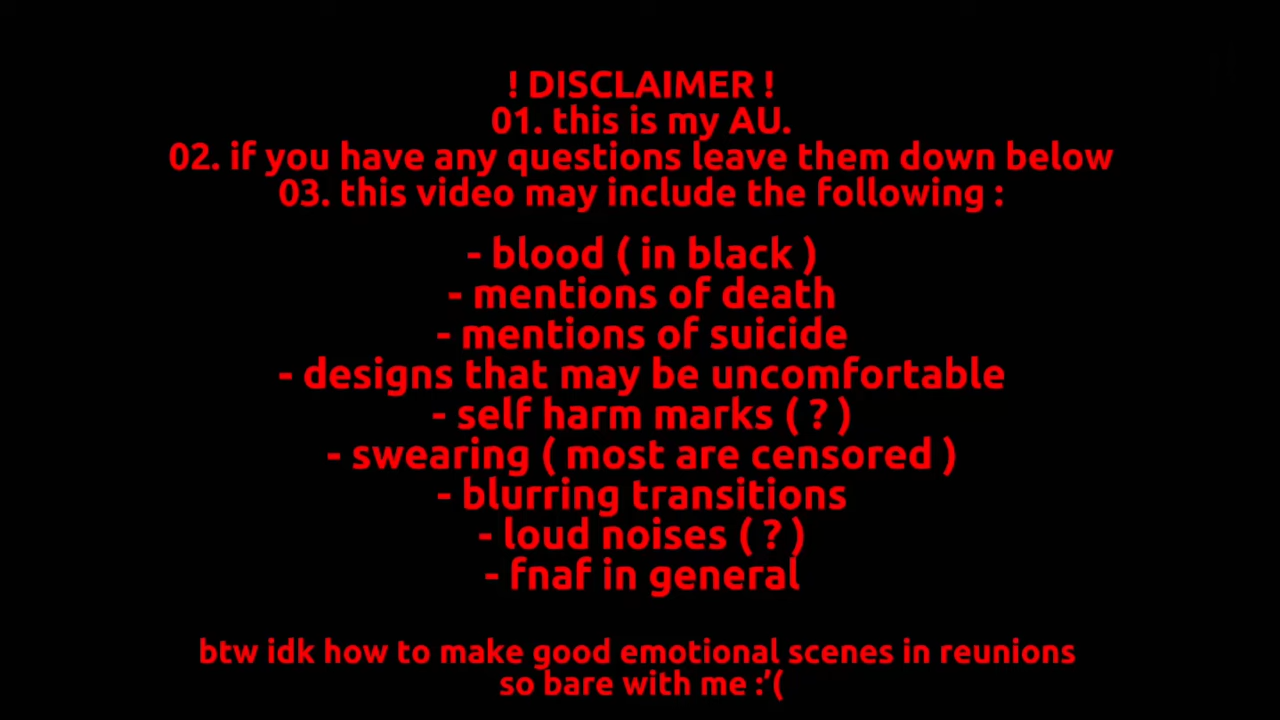 ! DISCLAIMER !
01. this is my AU.
02. if you have any questions leave them down below
03. this video may include the following :
- blood ( in black )
- mentions of death
- mentions of suicide
- designs that may be uncomfortable
- self harm marks ( ? )
- swearing ( most are censored )
- blurring transitions
- loud noises ( ? )
- fnaf in general
btw idk how to make good emotional scenes in reunions
so bare with me :’(